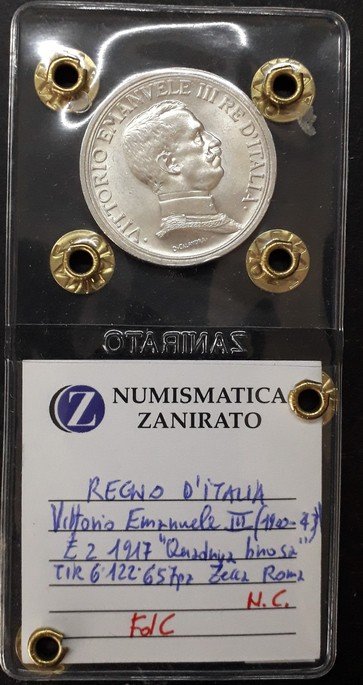 VITTORIO EMANVELE III RE D'ITALIA
D. CALANDRA
ZANIRATO
Z NUMISMATICA
ZANIRATO
REGNO D'ITALIA
Vittorio Emanuele III (1900-43)
£ 2 1917 "Quadriga briosa"
TIR 6.122.657pz Zecca Roma
N.C.
FdC